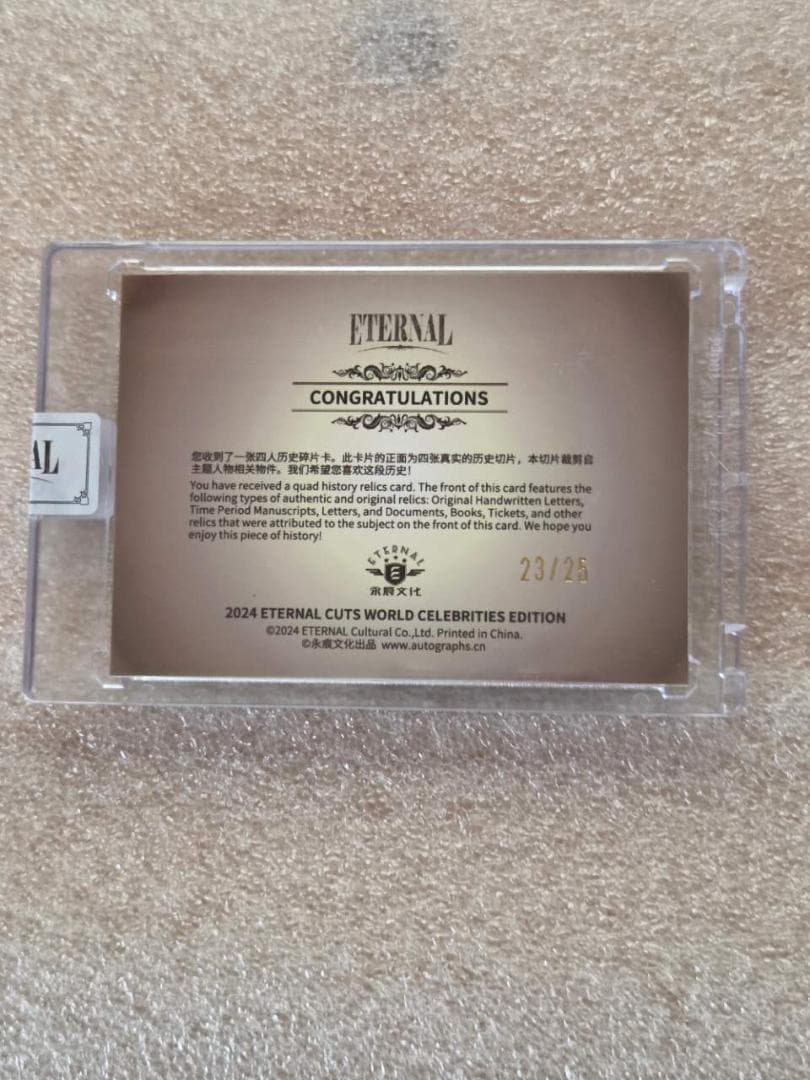 ETERNAL
CONGRATULATIONS
AL
您收到了一张四人历史碎片卡。此卡片的正面为四张真实的历史切片，本切片裁剪自
主题人物相关物件。我们希望您喜欢这段历史！
You have received a quad history relics card. The front of this card features the
following types of authentic and original relics: Original Handwritten Letters,
Time Period Manuscripts, Letters, and Documents, Books, Tickets, and other
relics that were attributed to the subject on the front of this card. We hope you
enjoy this piece of history!
ETERNAL
E
永痕文化
23/25
2024 ETERNAL CUTS WORLD CELEBRITIES EDITION
©2024 ETERNAL Cultural Co.,Ltd. Printed in China.
©永痕文化出品 www.autographs.cn